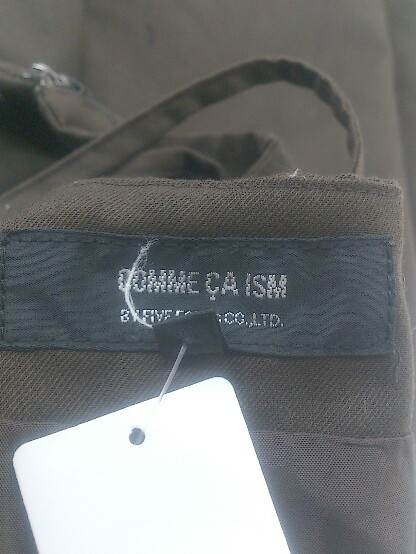 COMME ÇA ISM
BY FIVE CO.,LTD.